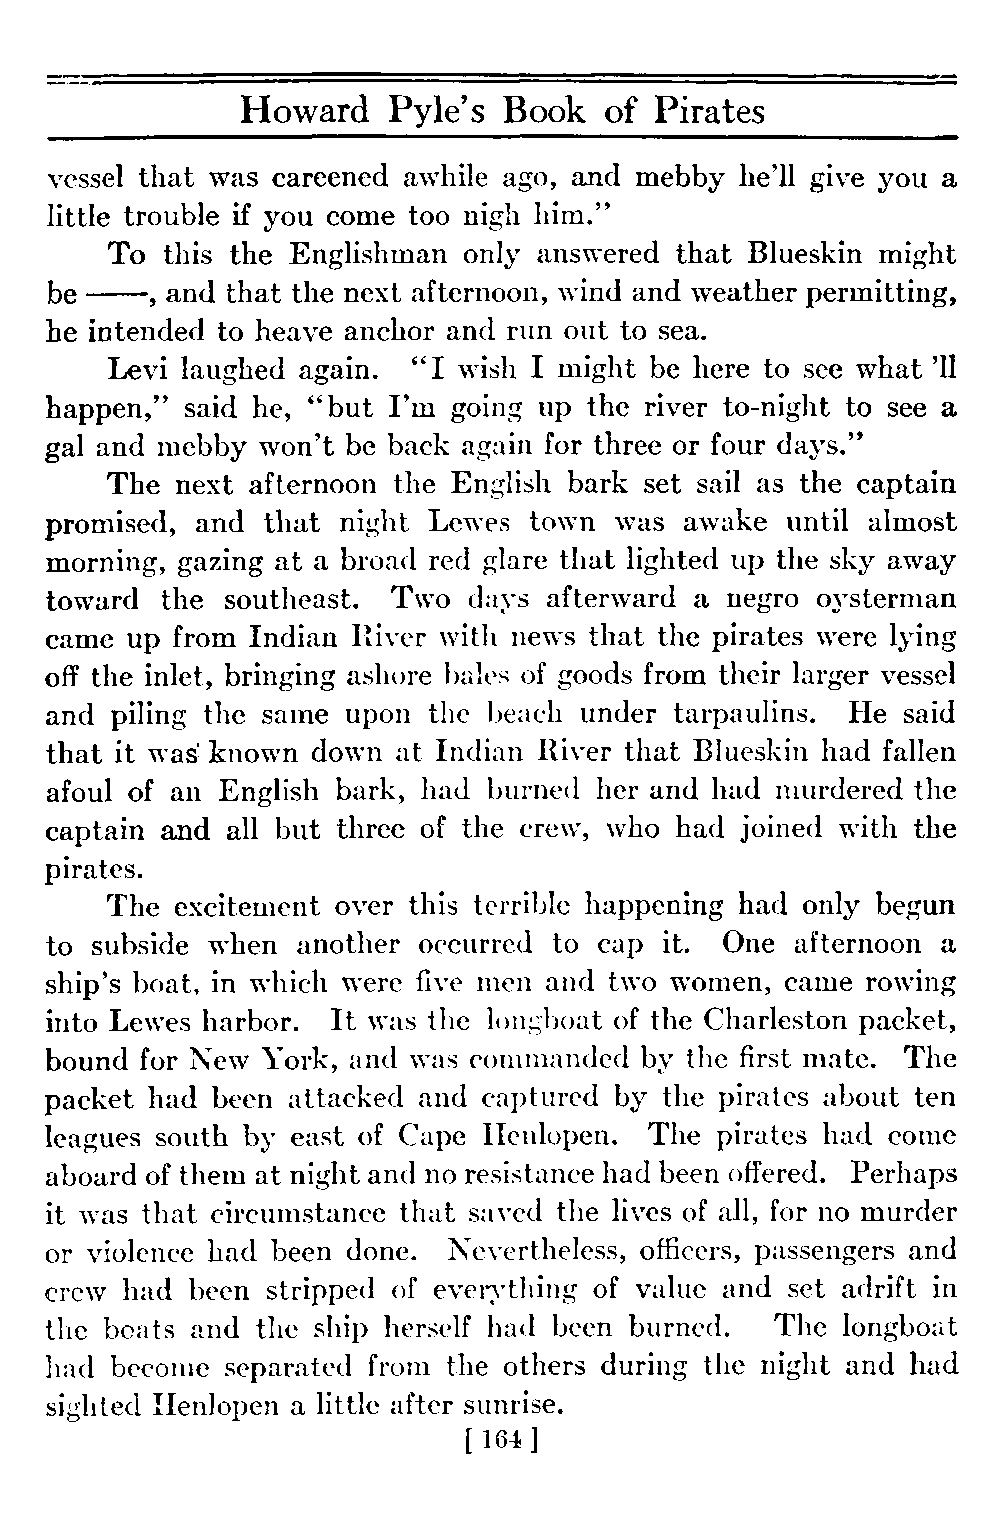 Howard Pyle's Book of Pirates
vessel that was careened awhile ago, and mebby he'll give you a
little trouble if you come too nigh him."
To this the Englishman only answered that Blueskin might
be ——, and that the next afternoon, wind and weather permitting,
he intended to heave anchor and run out to sea.
Levi laughed again. "I wish I might be here to see what 'll
happen," said he, "but I'm going up the river to-night to see a
gal and mebby won't be back again for three or four days."
The next afternoon the English bark set sail as the captain
promised, and that night Lewes town was awake until almost
morning, gazing at a broad red glare that lighted up the sky away
toward the southeast. Two days afterward a negro oysterman
came up from Indian River with news that the pirates were lying
off the inlet, bringing ashore bales of goods from their larger vessel
and piling the same upon the beach under tarpaulins. He said
that it was known down at Indian River that Blueskin had fallen
afoul of an English bark, had burned her and had murdered the
captain and all but three of the crew, who had joined with the
pirates.
The excitement over this terrible happening had only begun
to subside when another occurred to cap it. One afternoon a
ship's boat, in which were five men and two women, came rowing
into Lewes harbor. It was the longboat of the Charleston packet,
bound for New York, and was commanded by the first mate. The
packet had been attacked and captured by the pirates about ten
leagues south by east of Cape Henlopen. The pirates had come
aboard of them at night and no resistance had been offered. Perhaps
it was that circumstance that saved the lives of all, for no murder
or violence had been done. Nevertheless, officers, passengers and
crew had been stripped of everything of value and set adrift in
the boats and the ship herself had been burned. The longboat
had become separated from the others during the night and had
sighted Henlopen a little after sunrise.
[ 164 ]